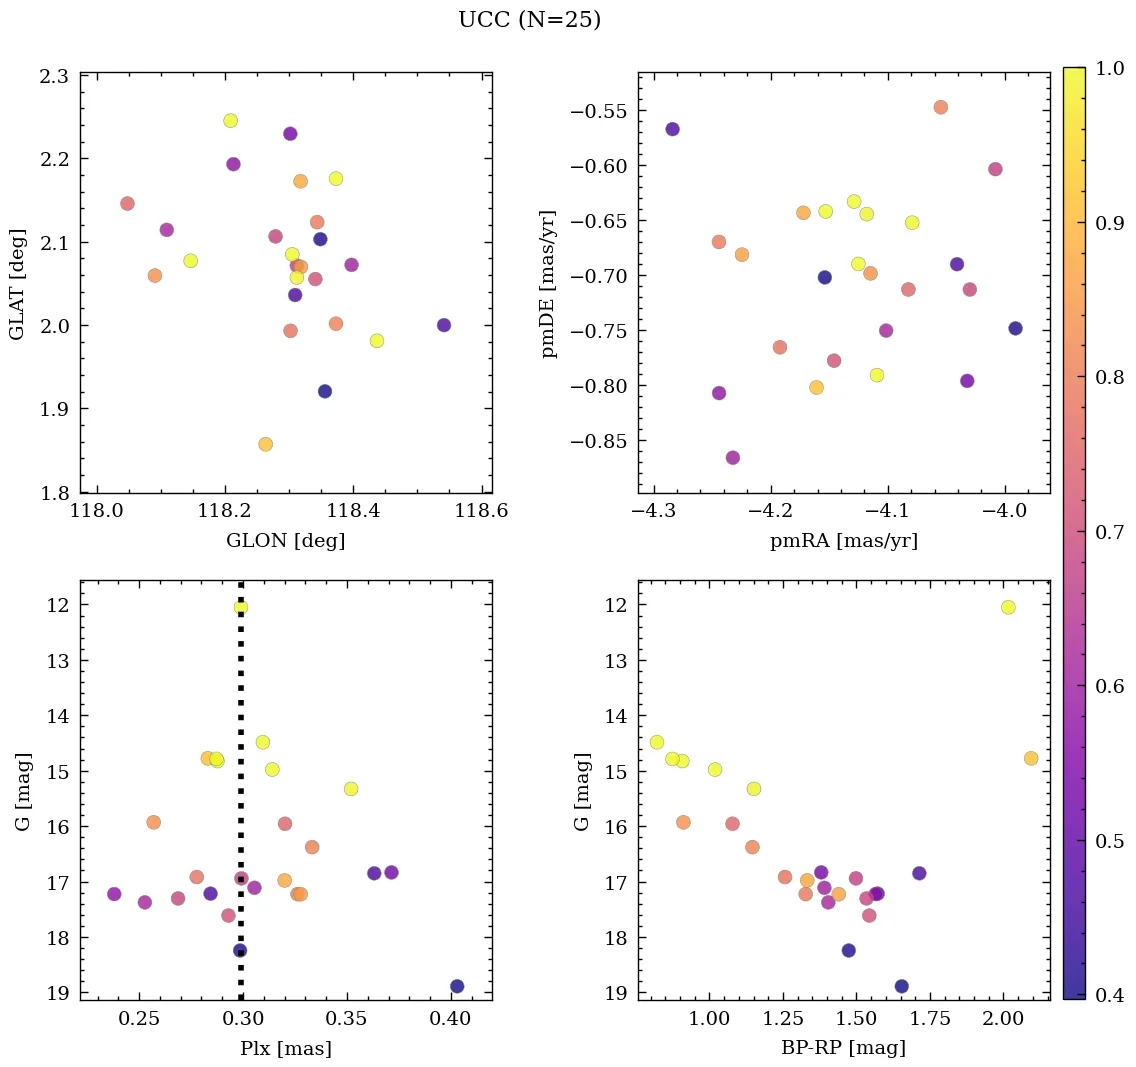 UCC (N=25)
2.3
2.2
2.1
2.0
1.9
1.8
GLAT [deg]
118.0 118.2 118.4 118.6
GLON [deg]
−0.55
−0.60
−0.65
−0.70
−0.75
−0.80
−0.85
pmDE [mas/yr]
−4.3 −4.2 −4.1 −4.0
pmRA [mas/yr]
1.0
0.9
0.8
0.7
0.6
0.5
0.4
12
13
14
15
16
17
18
19
G [mag]
0.25 0.30 0.35 0.40
Plx [mas]
12
13
14
15
16
17
18
19
G [mag]
1.00 1.25 1.50 1.75 2.00
BP-RP [mag]